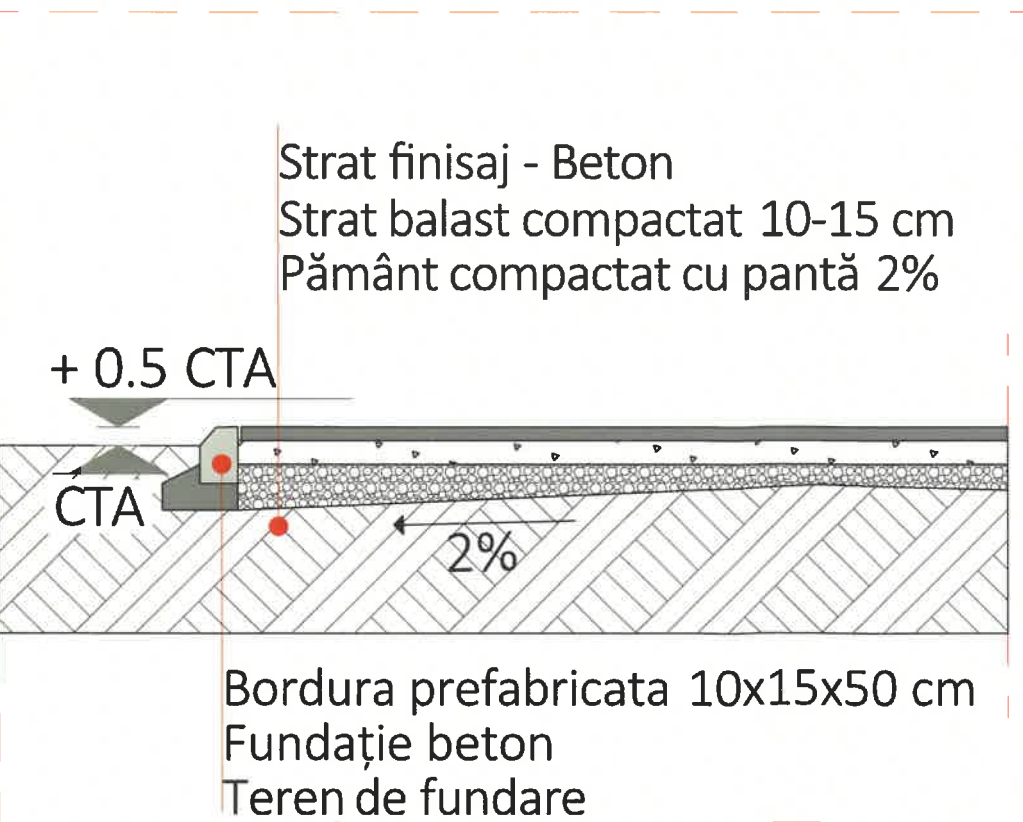 Strat finisaj - Beton
Strat balast compactat 10-15 cm
Pământ compactat cu pantă 2%
+ 0.5 CTA
CTA
2%
Bordura prefabricata 10x15x50 cm
Fundație beton
Teren de fundare